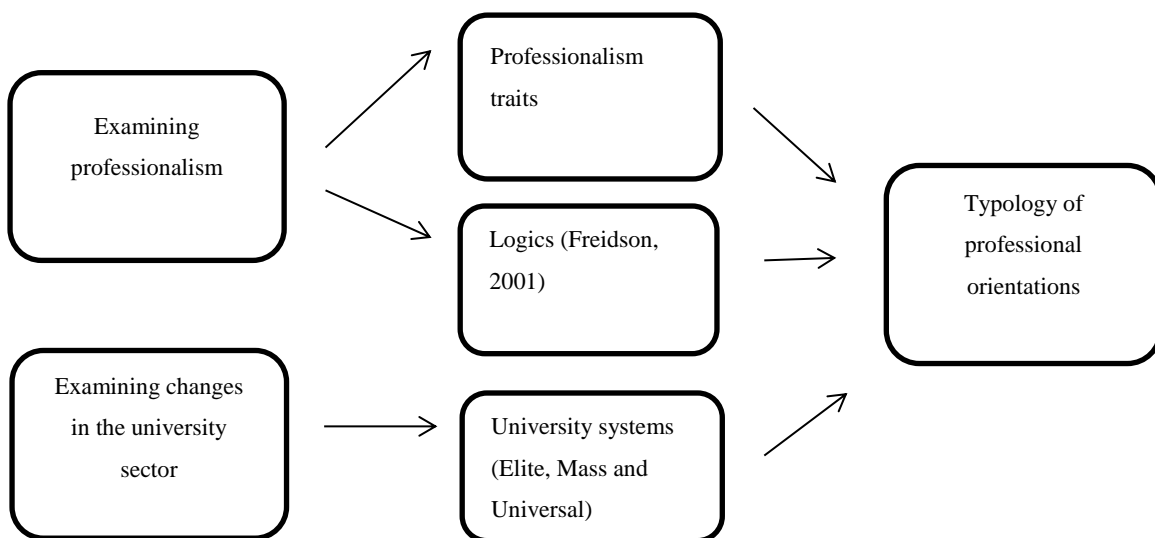 Examining
professionalism
Examining changes
in the university
sector
Professionalism
traits
Logics (Freidson,
2001)
University systems
(Elite, Mass and
Universal)
Typology of
professional
orientations